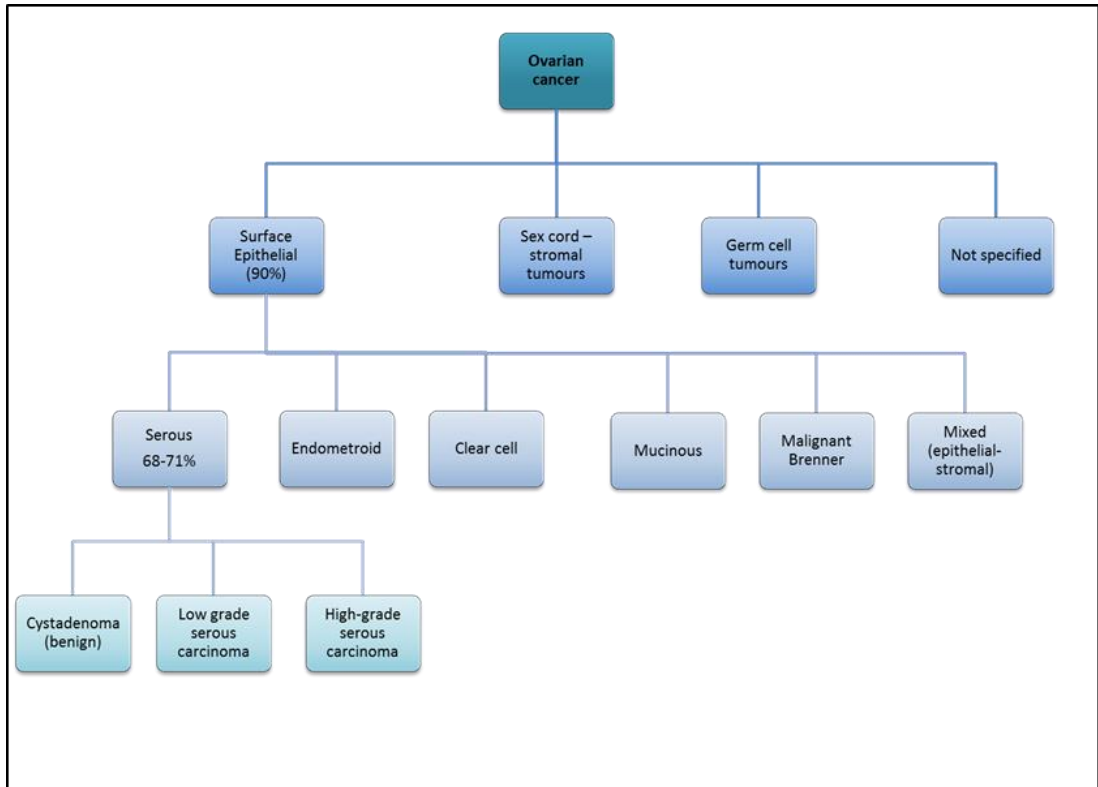 Ovarian
cancer
Surface
Epithelial
(90%)
Sex cord –
stromal
tumours
Germ cell
tumours
Not specified
Serous
68-71%
Endometroid
Clear cell
Mucinous
Malignant
Brenner
Mixed
(epithelial-
stromal)
Cystadenoma
(benign)
Low grade
serous
carcinoma
High-grade
serous
carcinoma